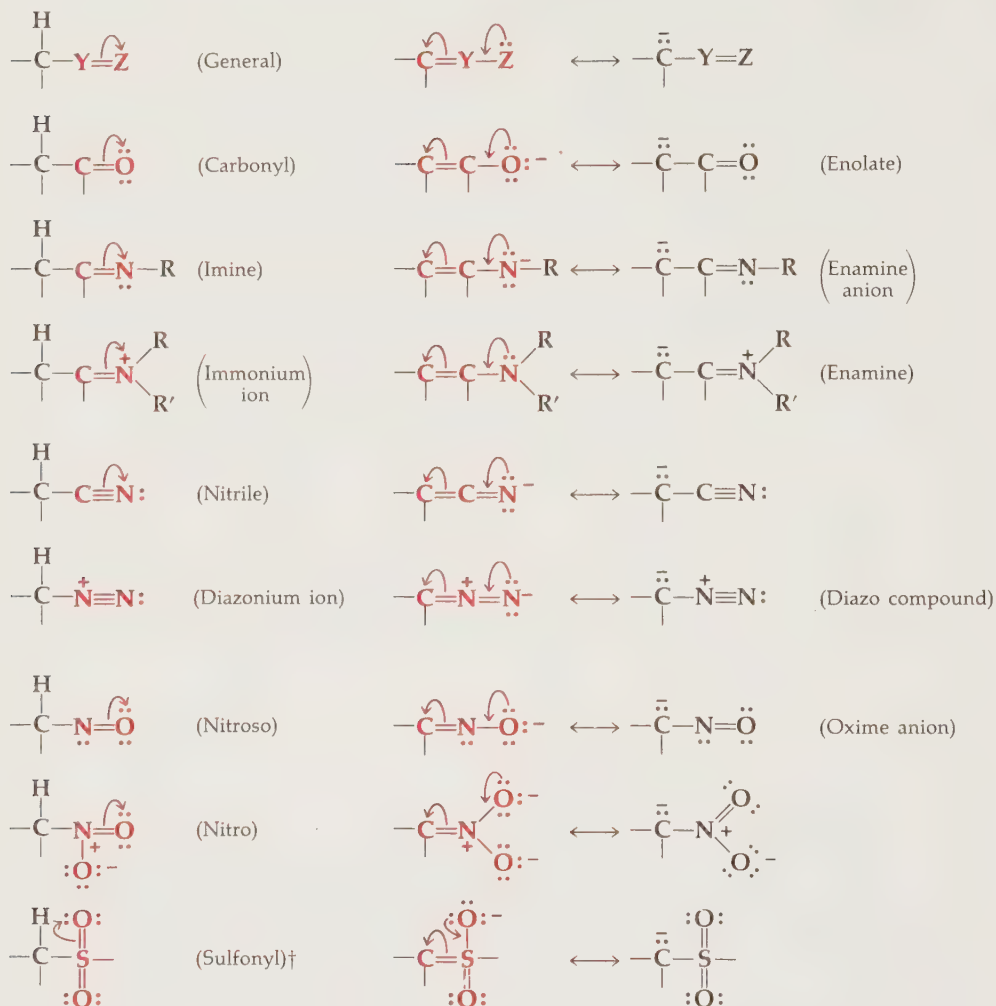 H
C—Y=Z (General) C=Y—Z ⟷ C̄—Y=Z
H
C—C=O (Carbonyl) C=C—O:⁻ ⟷ C̄—C=O (Enolate)
H
C—C=N—R (Imine) C=C—N⁻—R ⟷ C̄—C=N—R (Enamine
anion)
H R R R
C—C=N⁺ (Immonium C=C—N ⟷ C̄—C=N⁺ (Enamine)
ion)
R′ R′ R′
H
C—C≡N: (Nitrile) C=C=N⁻ ⟷ C̄—C≡N:
H
C—N⁺≡N: (Diazonium ion) C=N⁺=N⁻ ⟷ C̄—N⁺≡N: (Diazo compound)
H
C—N=O (Nitroso) C=N—O:⁻ ⟷ C̄—N=O (Oxime anion)
H O:⁻ O
C—N⁺=O (Nitro) C=N⁺ ⟷ C̄—N⁺
:O:⁻ O:⁻ O⁻
H :O: :O:⁻ :O:
C—S— (Sulfonyl)† C=S— ⟷ C̄—S—
:O: :O: :O: